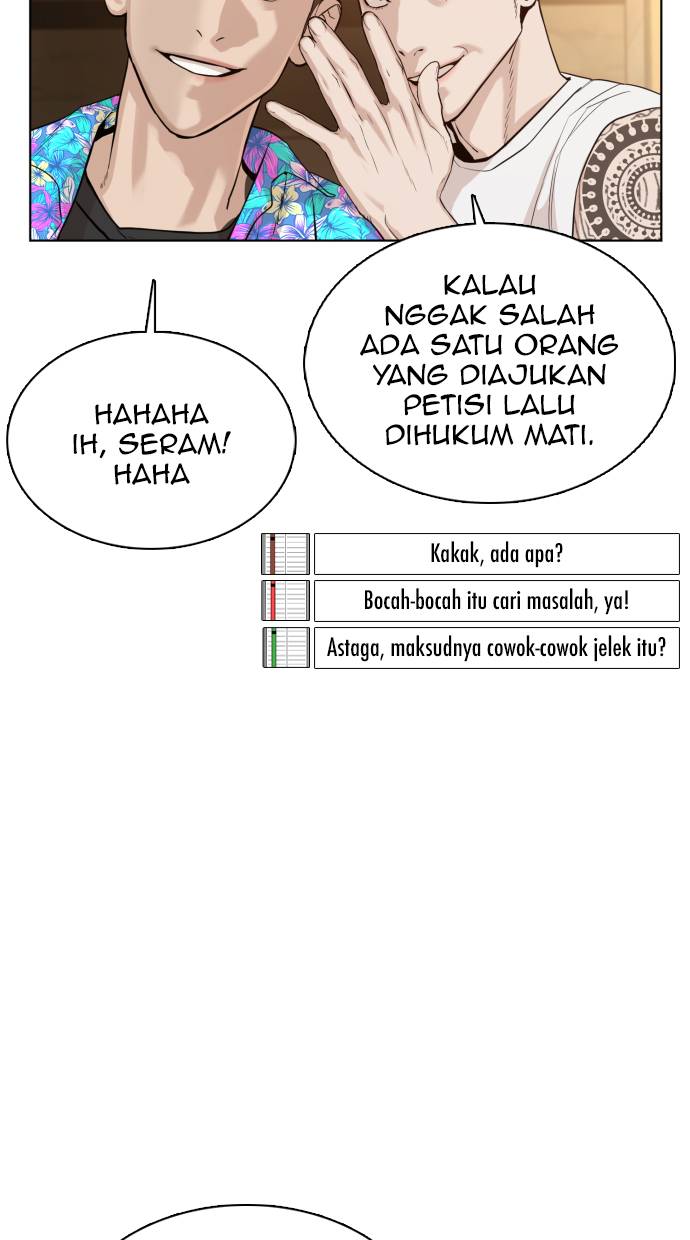 KALAU
NGGAK SALAH
ADA SATU ORANG
YANG DIAJUKAN
PETISI LALU
DIHUKUM MATI.
HAHAHA
IH, SERAM!
HAHA
Kakak, ada apa?
Bocah-bocah itu cari masalah, ya!
Astaga, maksudnya cowok-cowok jelek itu?